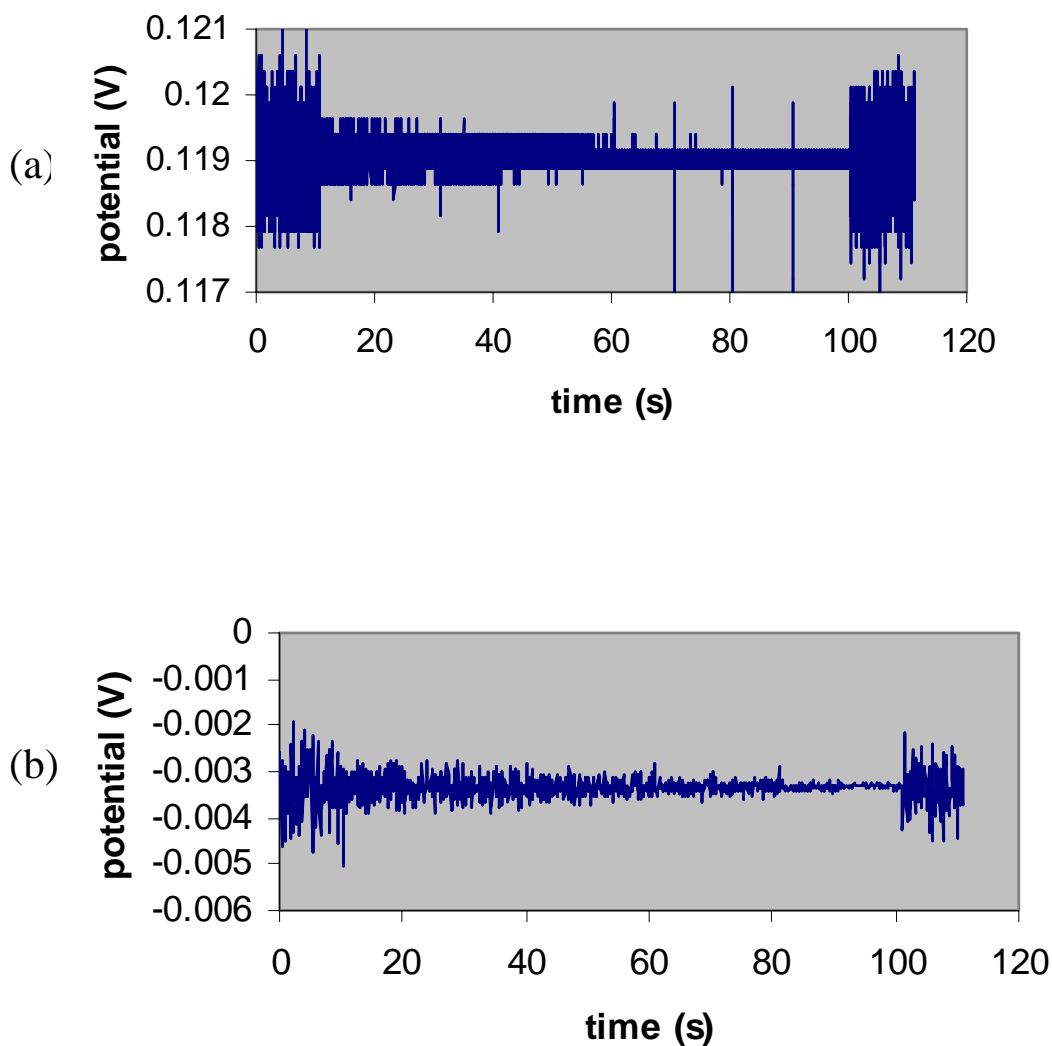 (a)
potential (V)
0.121
0.12
0.119
0.118
0.117
0 20 40 60 80 100 120
time (s)
(b)
potential (V)
0
-0.001
-0.002
-0.003
-0.004
-0.005
-0.006
0 20 40 60 80 100 120
time (s)